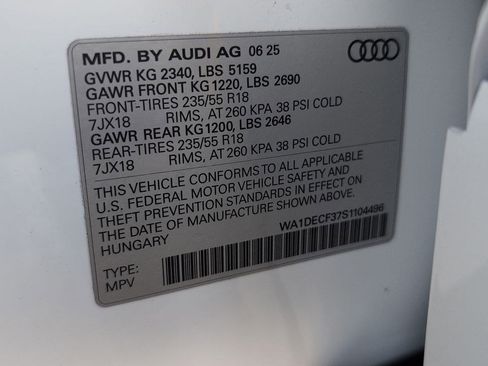 MFD. BY AUDI AG 06 25
GVWR KG 2340, LBS 5159
GAWR FRONT KG 1220, LBS 2690
FRONT-TIRES 235/55 R18
7JX18 RIMS, AT 260 KPA 38 PSI COLD
GAWR REAR KG1200, LBS 2646
REAR-TIRES 235/55 R18
7JX18 RIMS, AT 260 KPA 38 PSI COLD
THIS VEHICLE CONFORMS TO ALL APPLICABLE
U.S. FEDERAL MOTOR VEHICLE SAFETY AND
THEFT PREVENTION STANDARDS IN EFFECT ON
THE DATE OF MANUFACTURE SHOWN ABOVE.
HUNGARY
WA1DECF37S1104496
TYPE:
MPV